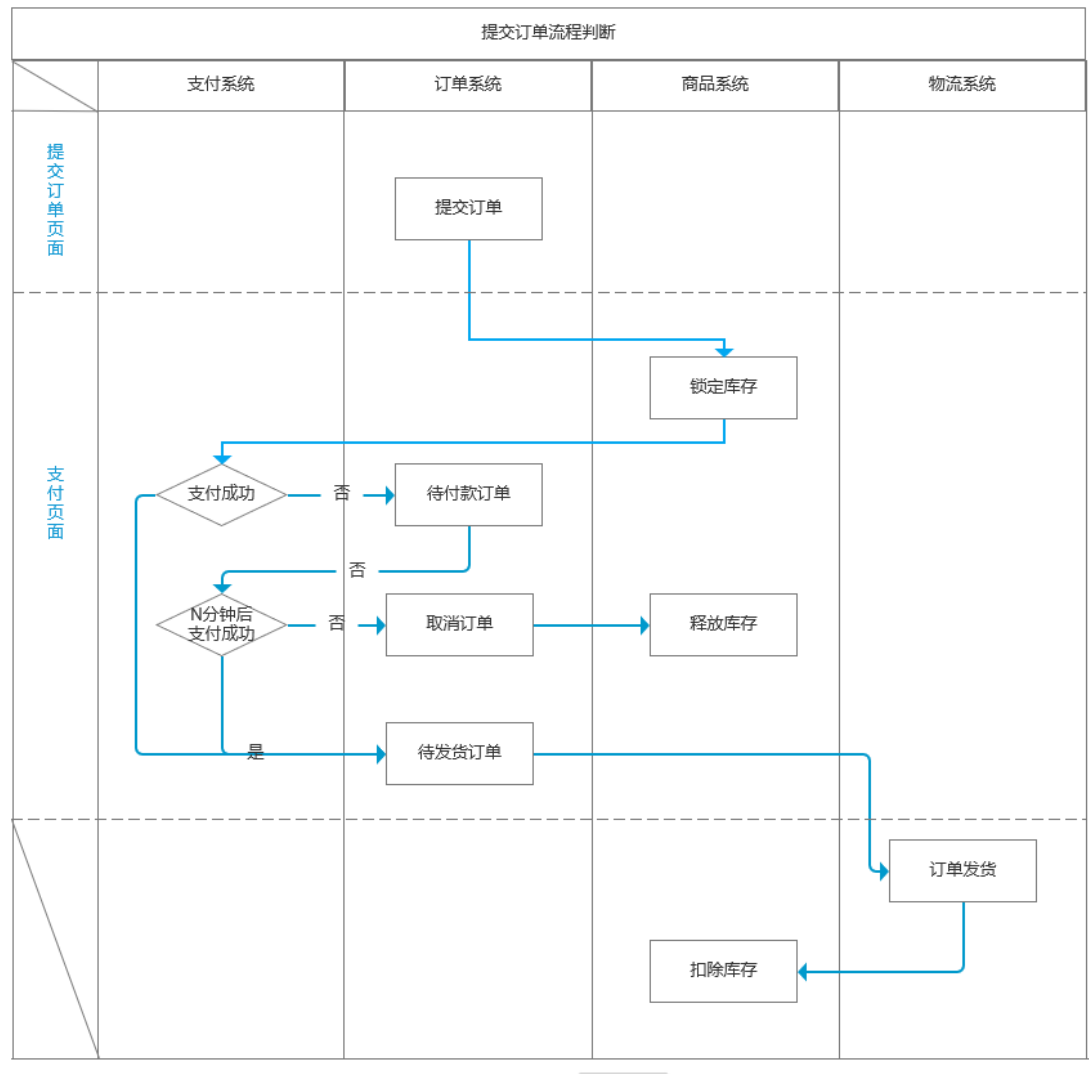 提交订单流程判断
支付系统
订单系统
商品系统
物流系统
提交订单页面
提交订单
锁定库存
支付页面
支付成功
否
待付款订单
否
N分钟后
支付成功
否
取消订单
释放库存
是
待发货订单
订单发货
扣除库存